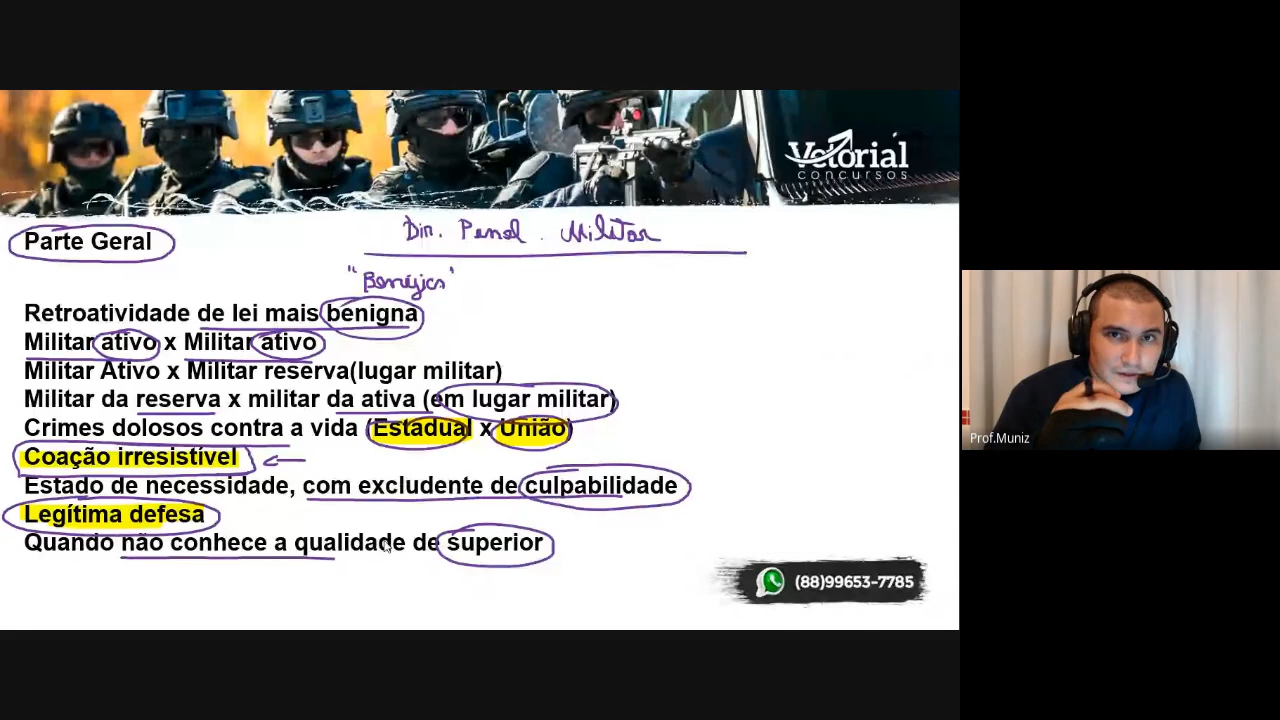 Vetorial
concursos
Dir. Penal. Militar
Parte Geral
"Benéfica"
Retroatividade de lei mais benigna
Militar ativo x Militar ativo
Militar Ativo x Militar reserva(lugar militar)
Militar da reserva x militar da ativa (em lugar militar)
Crimes dolosos contra a vida (Estadual x União)
Coação irresistível
Estado de necessidade, com excludente de culpabilidade
Legítima defesa
Quando não conhece a qualidade de superior
(88)99653-7785
Prof.Muniz